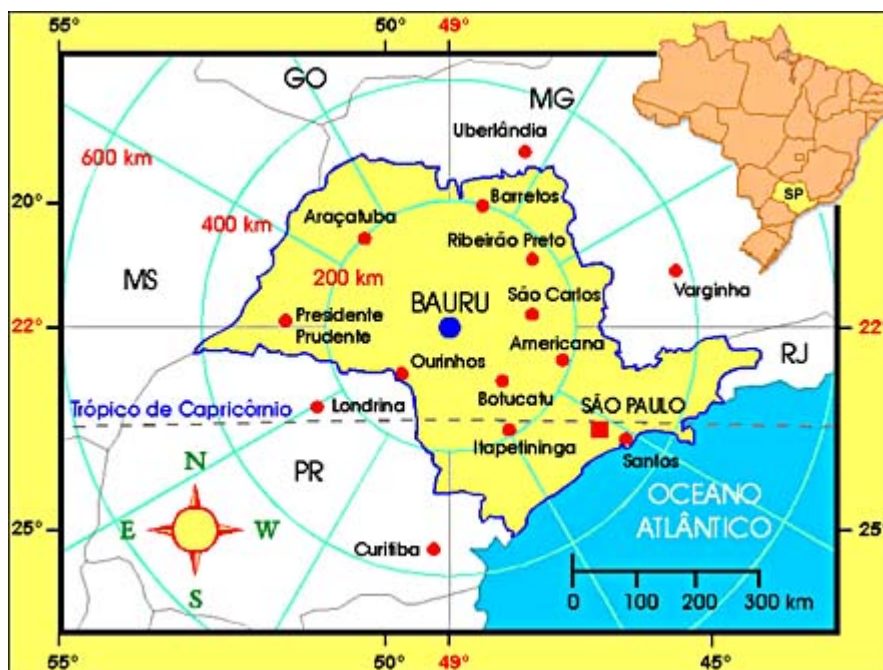 55°
50°
49°
GO
MG
Uberlândia
600 km
SP
20°
Barretos
Araçatuba
400 km
Ribeirão Preto
200 km
MS
São Carlos
Varginha
BAURU
Presidente
Prudente
22°
22°
Americana
RJ
Ourinhos
Botucatu
Trópico de Capricòrnio
Londrina
SÃO PAULO
Itapetininga
Santos
N
PR
OCEANO
ATLÂNTICO
E
W
25°
25°
Curitiba
S
0
100
200
300 km
55°
50°
49°
45°